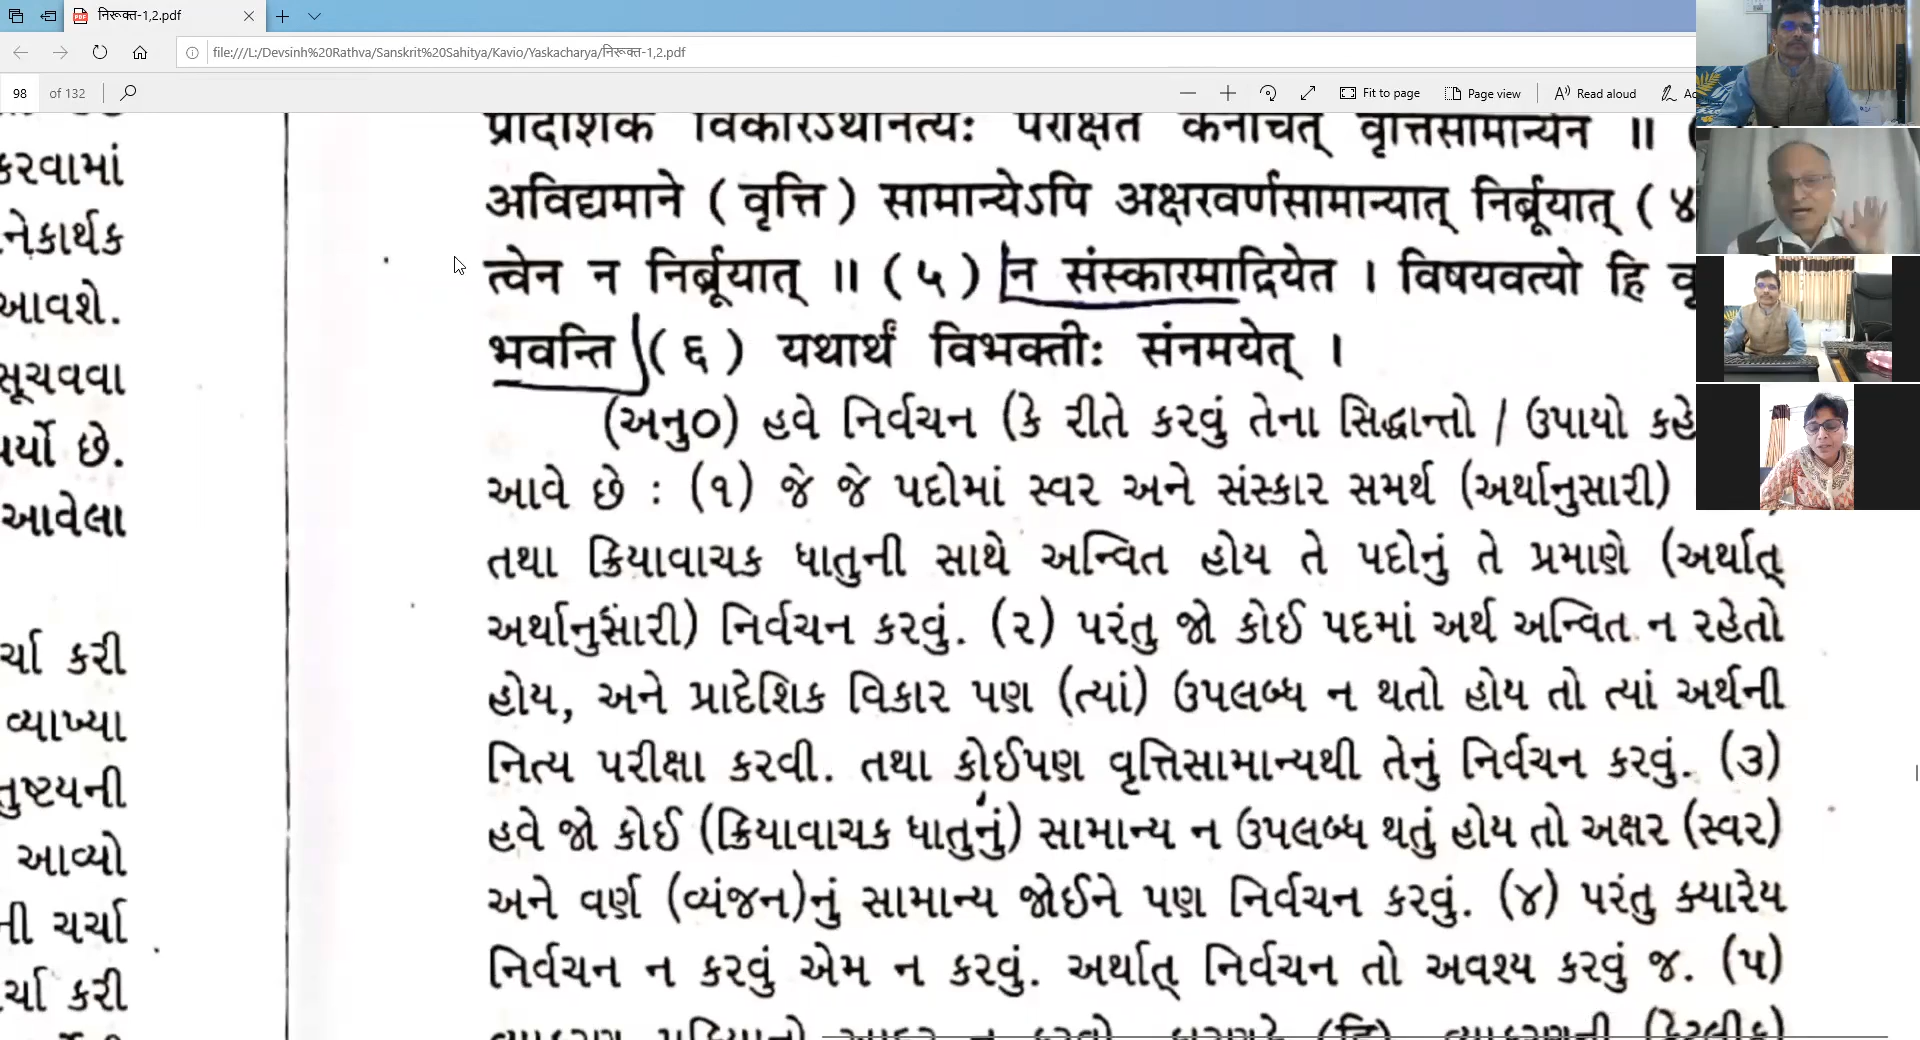 निरूक्त-1,2.pdf
file:///L:/Devsinh%20Rathva/Sanskrit%20Sahitya/Kavio/Yaskacharya/निरूक्त-1,2.pdf
98 of 132
Fit to page
Page view
Read aloud
કરવામાં
નેકાર્થક
આવશે.
સૂચવવા
ર્યો છે.
આવેલા
ર્ચા કરી
વ્યાખ્યા
તુષ્ટયની
આવ્યો
ની ચર્ચા
ર્ચા કરી
વૃત્તિસામાન્યેન ॥
अविद्यमाने ( वृत्ति ) सामान्येऽपि अक्षरवर्णसामान्यात् निर्ब्रूयात् ( ४
त्वेन न निर्ब्रूयात् ॥ ( ५ ) न संस्कारमाद्रियेत । विषयवत्यो हि वृ
भवन्ति ( ६ ) यथार्थं विभक्तीः संनमयेत् ।
(અનુ૦) હવે નિર્વચન (કે રીતે કરવું તેના સિદ્ધાન્તો / ઉપાયો કહે
આવે છે : (૧) જે જે પદોમાં સ્વર અને સંસ્કાર સમર્થ (અર્થાનુસારી)
તથા ક્રિયાવાચક ધાતુની સાથે અન્વિત હોય તે પદોનું તે પ્રમાણે (અર્થાત્
અર્થાનુસારી) નિર્વચન કરવું. (૨) પરંતુ જો કોઈ પદમાં અર્થ અન્વિત ન રહેતો
હોય, અને પ્રાદેશિક વિકાર પણ (ત્યાં) ઉપલબ્ધ ન થતો હોય તો ત્યાં અર્થની
નિત્ય પરીક્ષા કરવી. તથા કોઈપણ વૃત્તિસામાન્યથી તેનું નિર્વચન કરવું. (૩)
હવે જો કોઈ (ક્રિયાવાચક ધાતુનું) સામાન્ય ન ઉપલબ્ધ થતું હોય તો અક્ષર (સ્વર)
અને વર્ણ (વ્યંજન)નું સામાન્ય જોઈને પણ નિર્વચન કરવું. (૪) પરંતુ ક્યારેય
નિર્વચન ન કરવું એમ ન કરવું. અર્થાત્ નિર્વચન તો અવશ્ય કરવું જ. (૫)